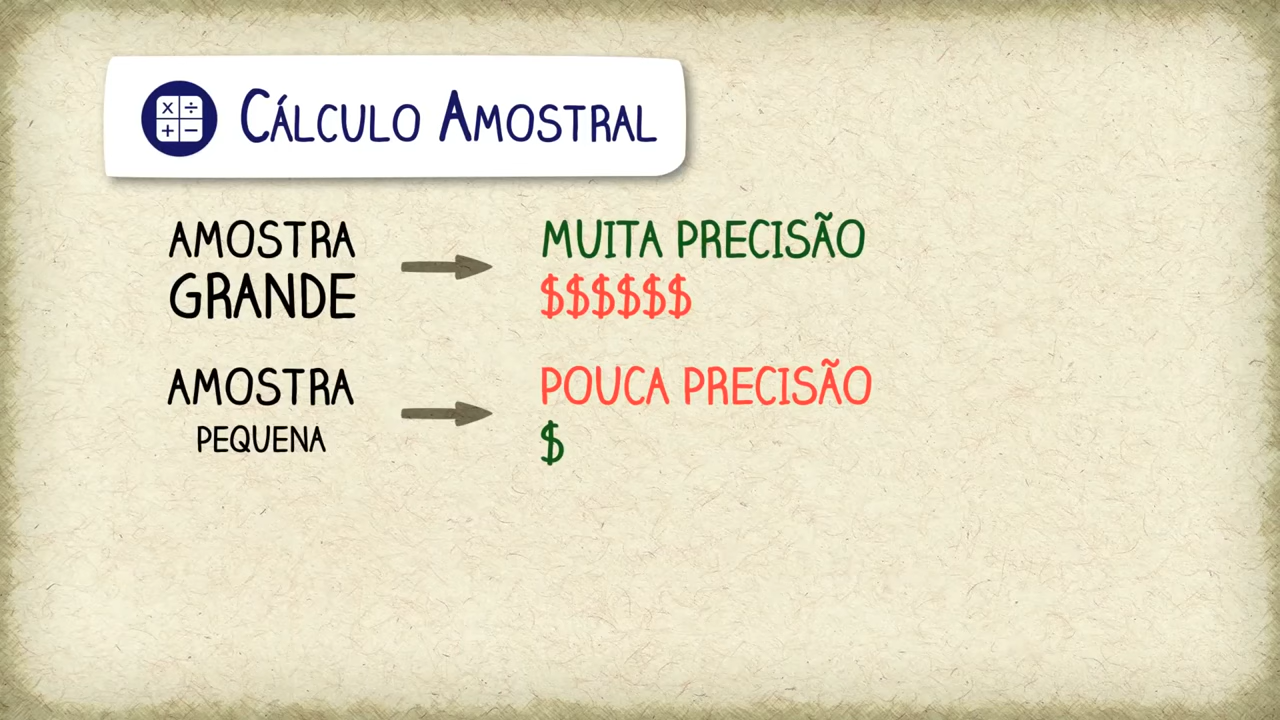 CÁLCULO AMOSTRAL
AMOSTRA
GRANDE
MUITA PRECISÃO
$$$$$$
AMOSTRA
PEQUENA
POUCA PRECISÃO
$